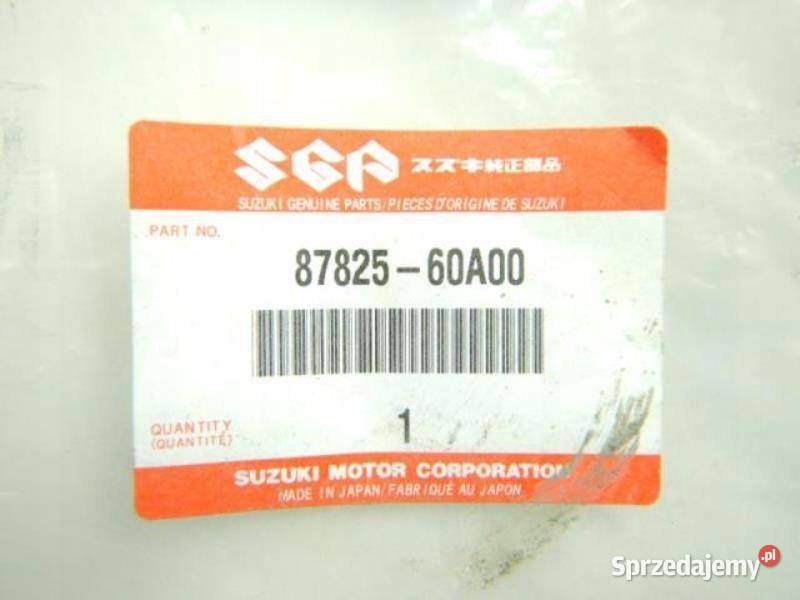 SGP スズキ純正部品
SUZUKI GENUINE PARTS/PIECES D'ORIGINE DE SUZUKI
PART NO.
87825-60A00
QUANTITY
(QUANTITÉ)
1
SUZUKI MOTOR CORPORATION
MADE IN JAPAN/FABRIQUE AU JAPON
Sprzedajemy.pl